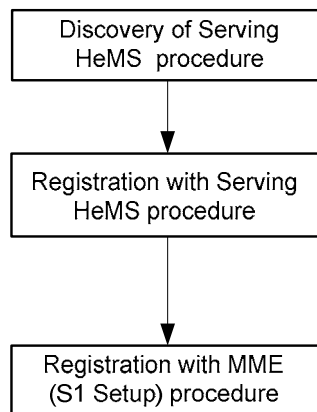 Discovery of Serving
HeMS procedure
Registration with Serving
HeMS procedure
Registration with MME
(S1 Setup) procedure